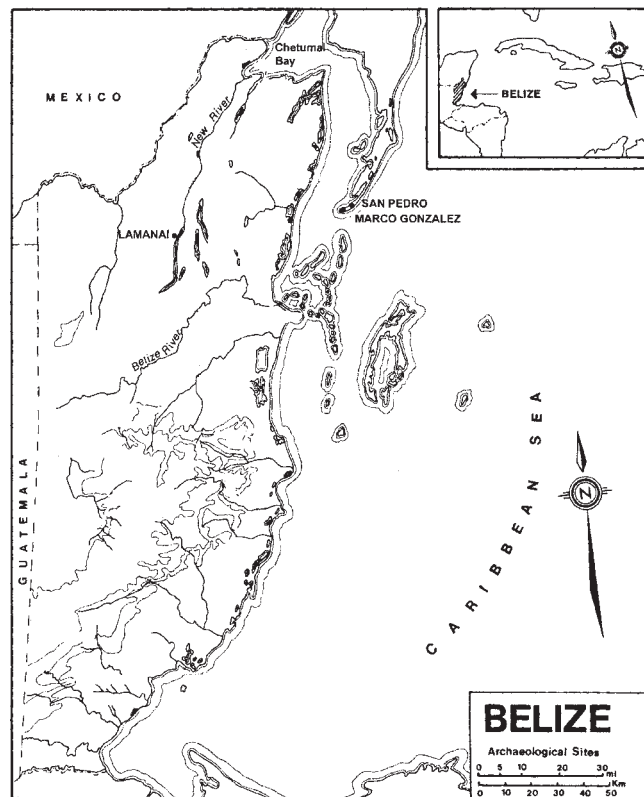 Chetumal
Bay
MEXICO
New River
N
BELIZE
SAN PEDRO
MARCO GONZALEZ
LAMANAI
Belize River
CARIBBEAN SEA
N
GUATEMALA
BELIZE
Archaeological Sites
0 5 10 20 30
mi
Km
0 10 20 30 40 50